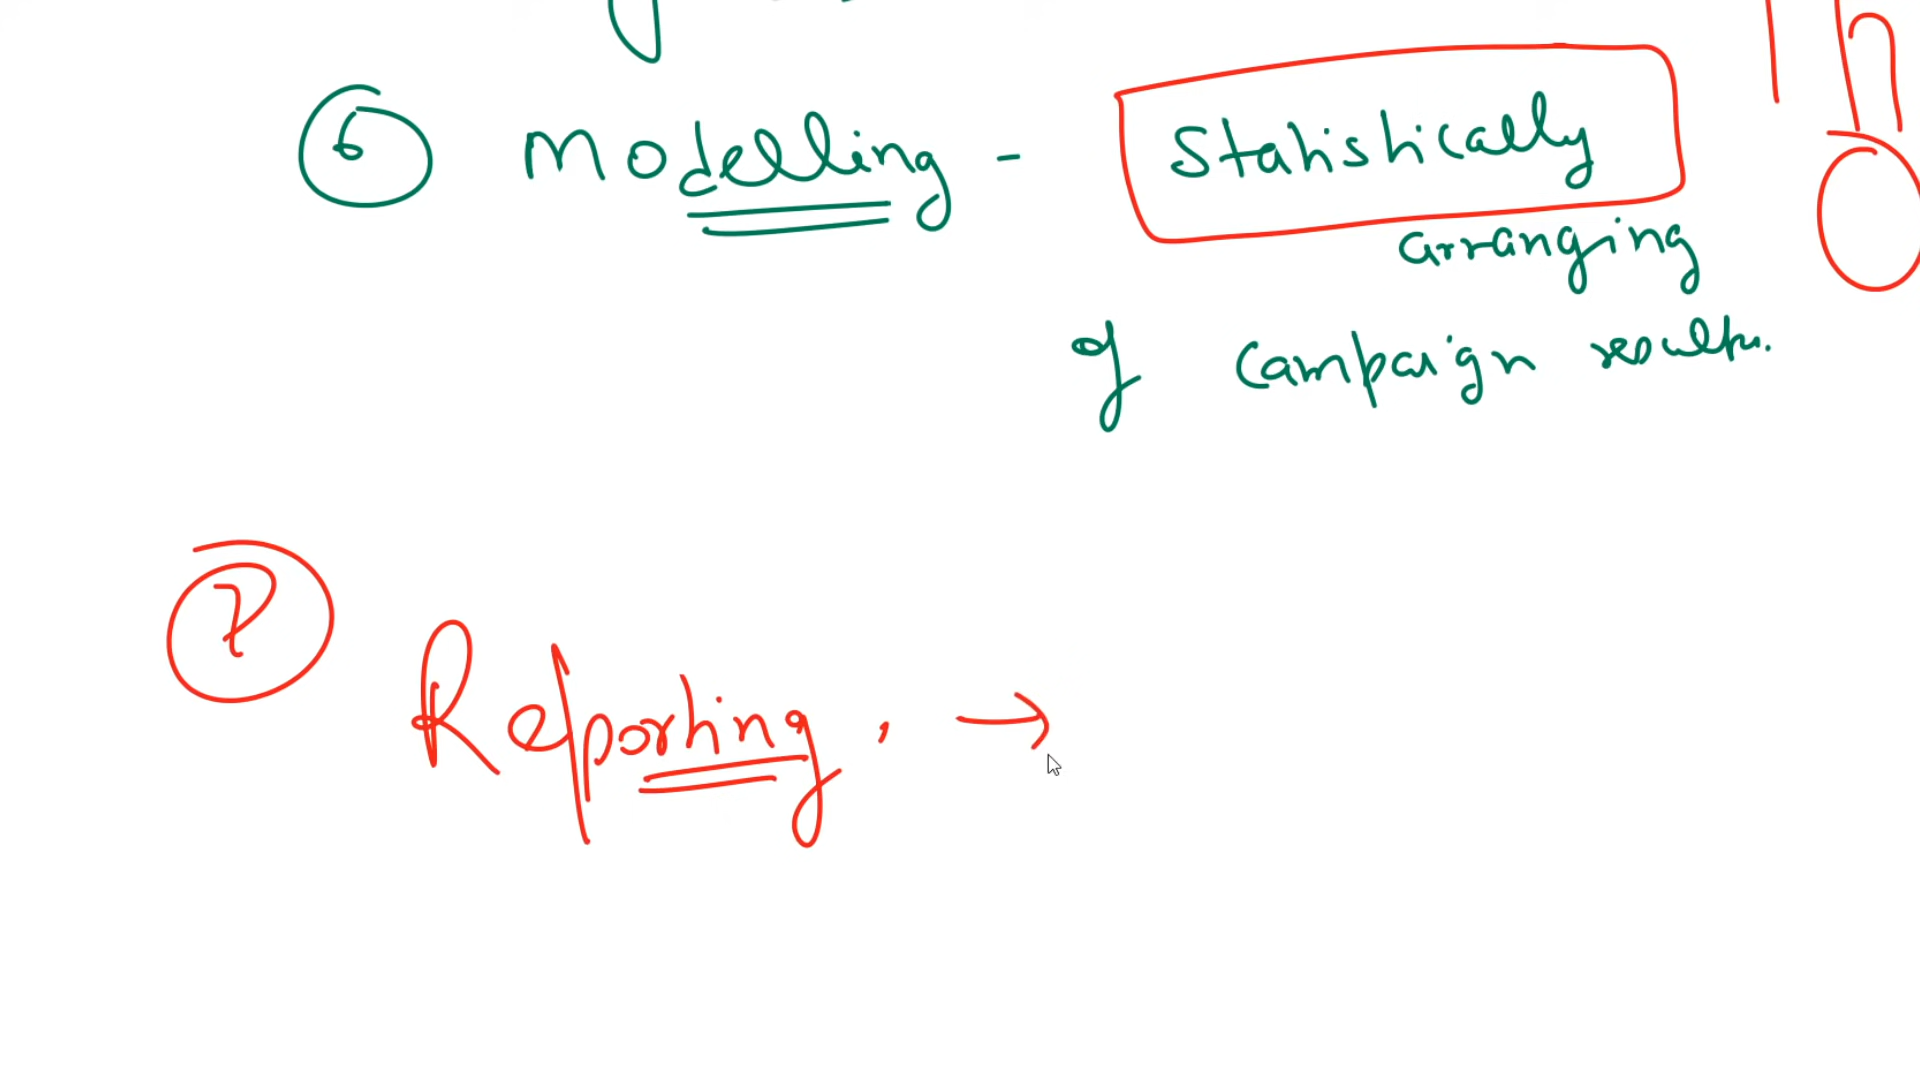 6 Modelling - Statistically
arranging
of campaign results.
7
Reporting. →